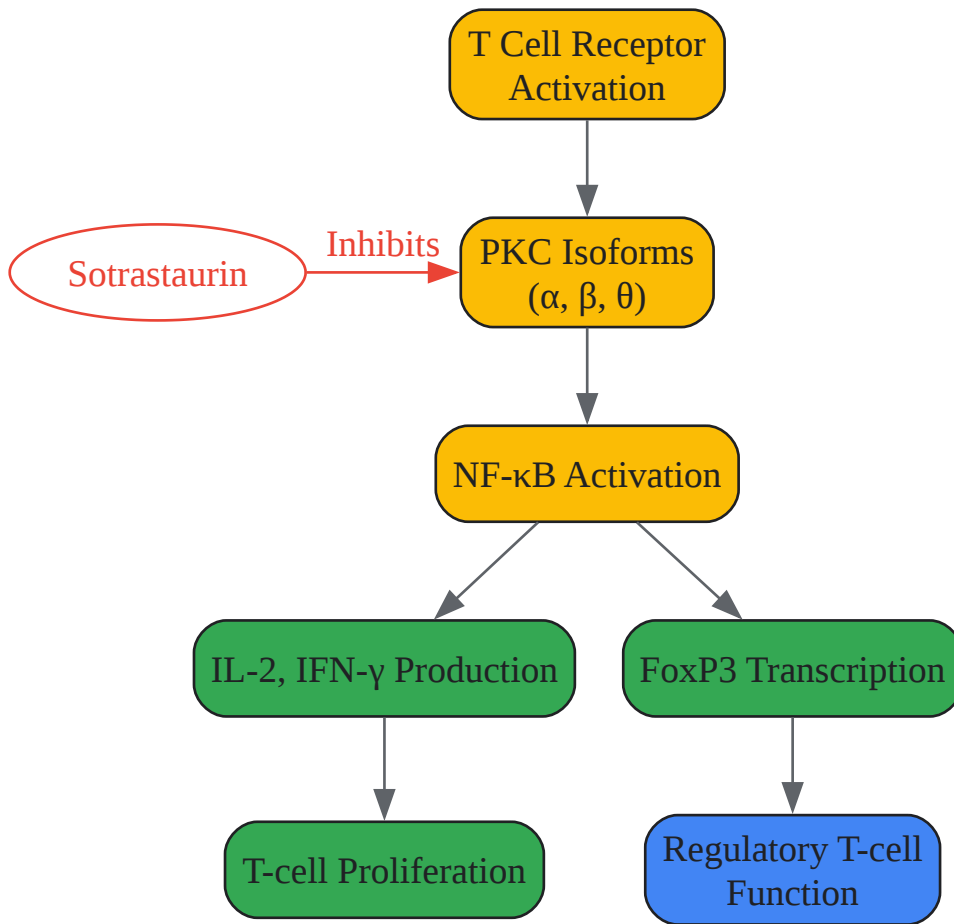 T Cell Receptor
Activation
Inhibits
Sotrastaurin
PKC Isoforms
(α, β, θ)
NF-κB Activation
IL-2, IFN-γ Production
FoxP3 Transcription
T-cell Proliferation
Regulatory T-cell
Function